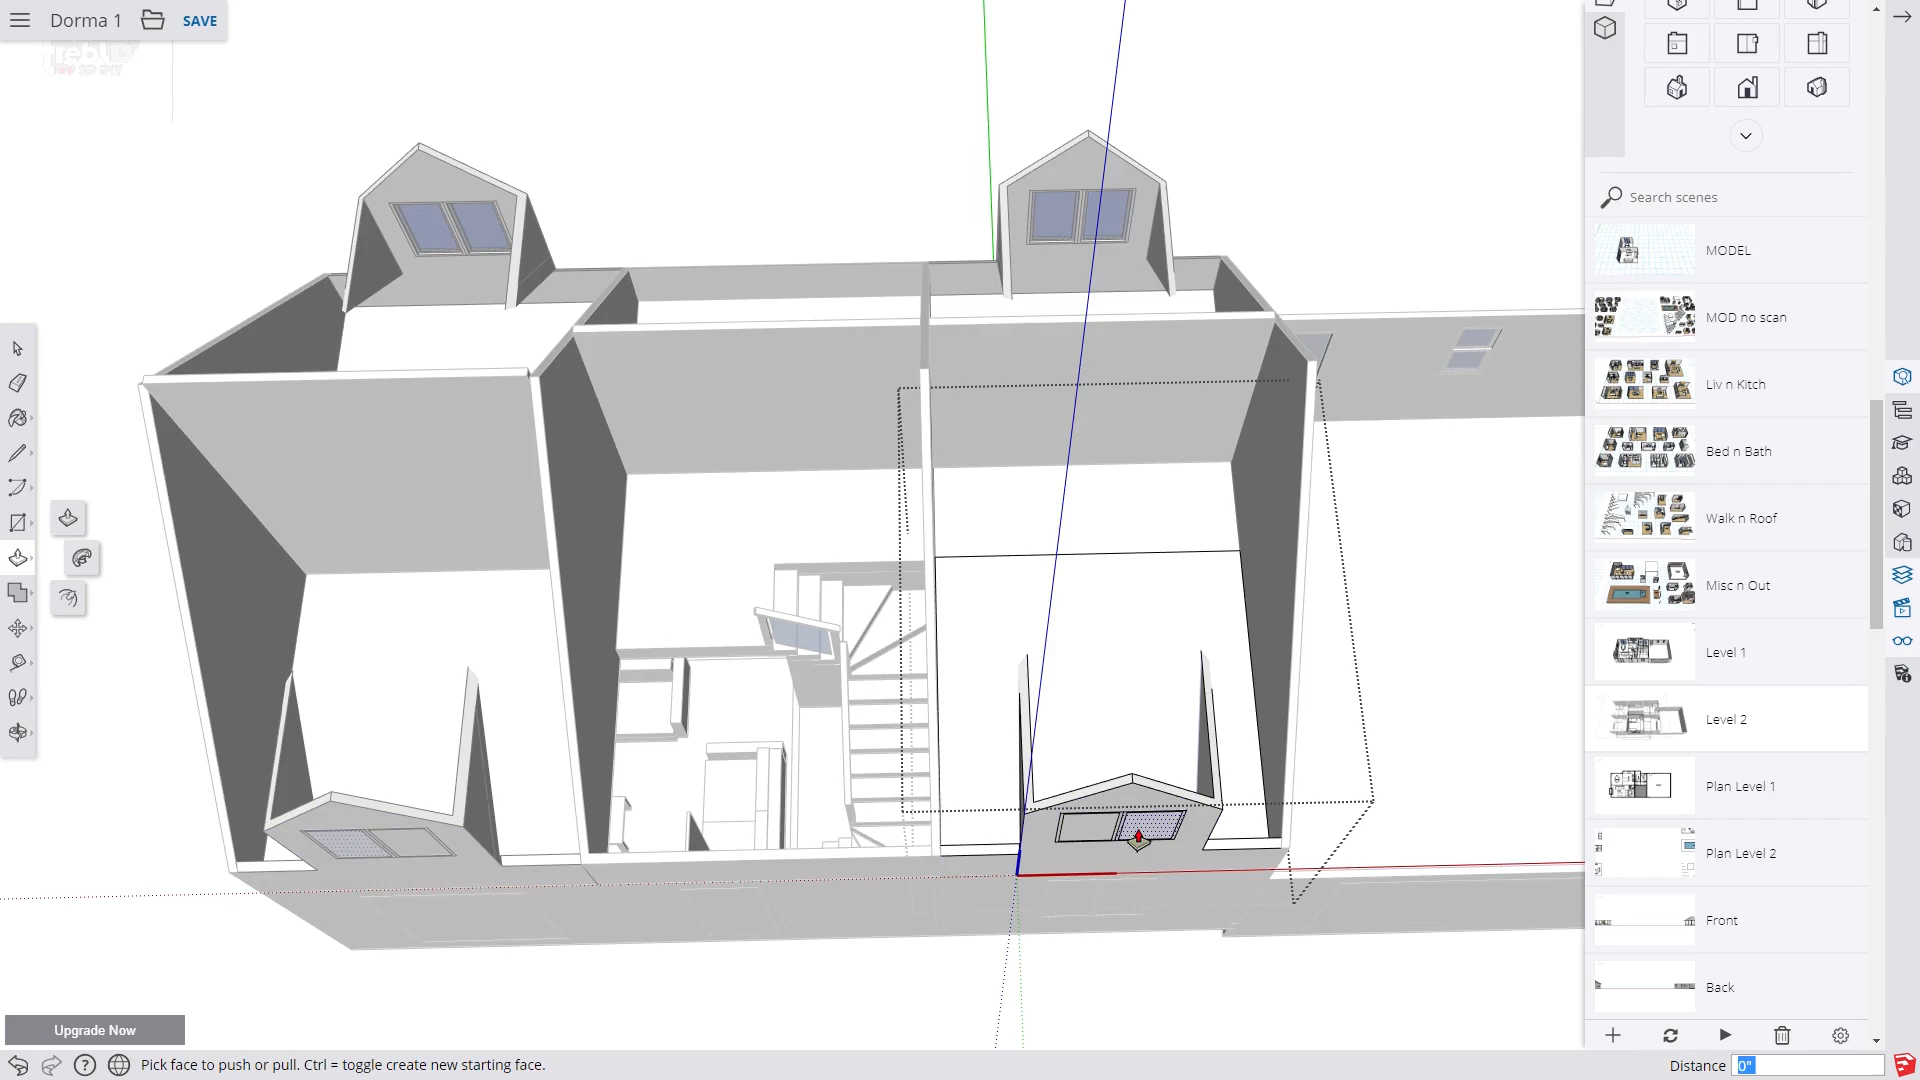 Dorma 1
SAVE
Search scenes
MODEL
MOD no scan
Liv n Kitch
Bed n Bath
Walk n Roof
Misc n Out
Level 1
Level 2
Plan Level 1
Plan Level 2
Front
Back
Upgrade Now
Pick face to push or pull. Ctrl = toggle create new starting face.
Distance 0"